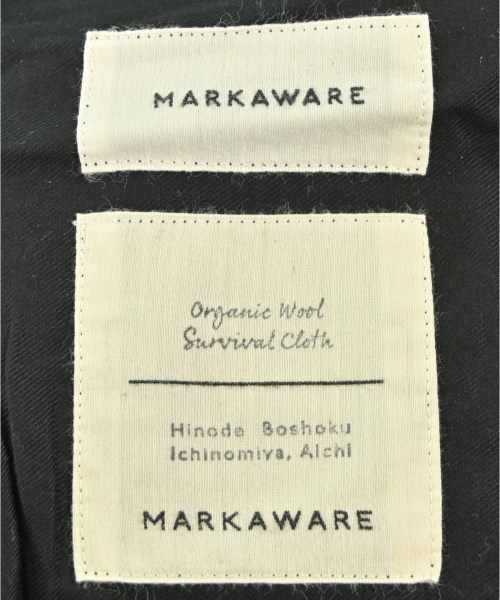 MARKAWARE
Organic Wool
Survival Cloth
Hinode Boshoku
Ichinomiya, Aichi
MARKAWARE